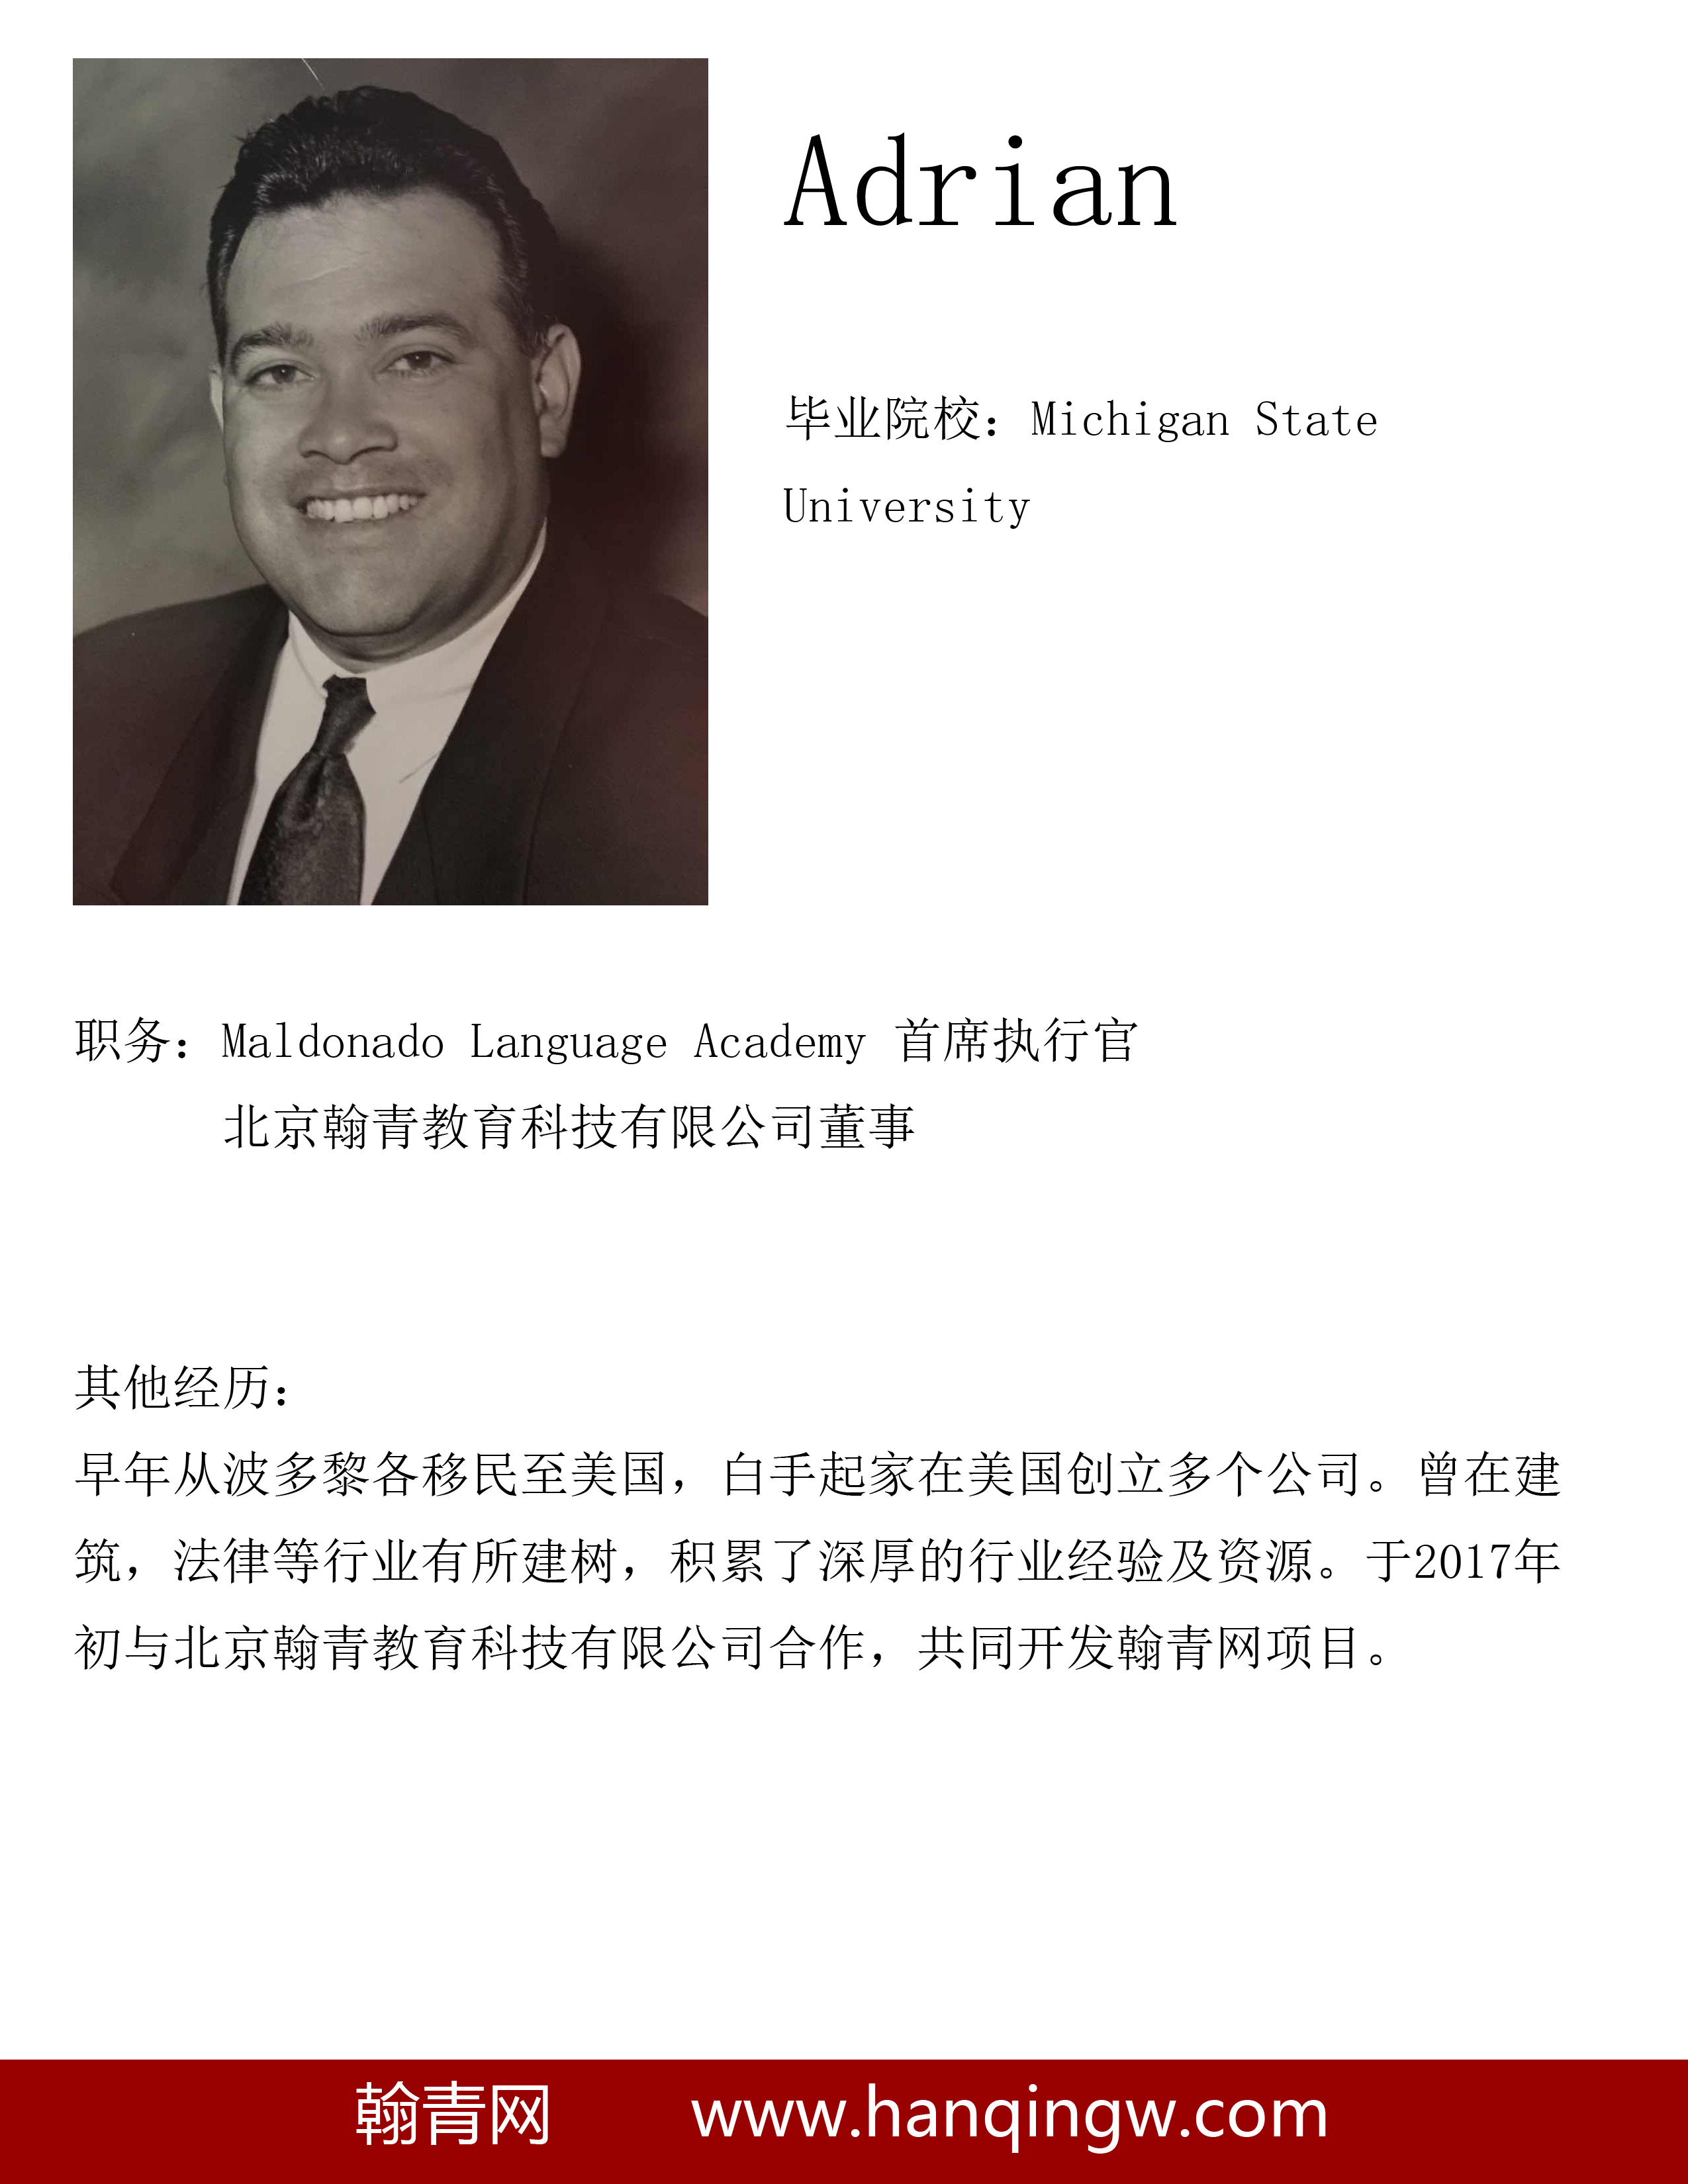 Adrian
毕业院校：Michigan State
University
职务：Maldonado Language Academy 首席执行官
北京翰青教育科技有限公司董事
其他经历：
早年从波多黎各移民至美国，白手起家在美国创立多个公司。曾在建
筑，法律等行业有所建树，积累了深厚的行业经验及资源。于2017年
初与北京翰青教育科技有限公司合作，共同开发翰青网项目。
翰青网 www.hanqingw.com